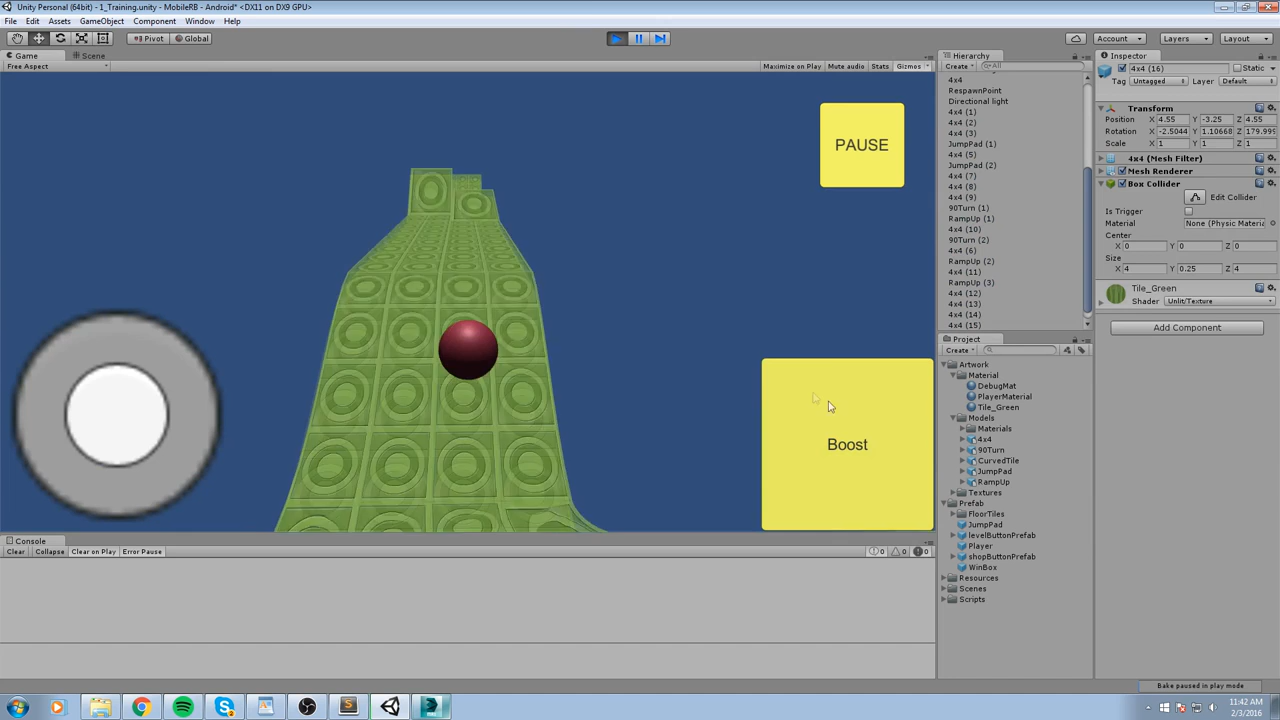 Unity Personal (64bit) - 1_Training.unity - MobileRB - Android* <DX11 on DX9 GPU>
File Edit Assets GameObject Component Window Help
Pivot Global Account Layers Layout
Game Scene
Free Aspect Maximize on Play Mute audio Stats Gizmos
PAUSE
Boost
Console
Clear Collapse Clear on Play Error Pause 0 0 0
Hierarchy
Create All
4x4
RespawnPoint
Directional light
4x4 (1)
4x4 (2)
4x4 (3)
JumpPad (1)
4x4 (5)
JumpPad (2)
4x4 (7)
4x4 (8)
4x4 (9)
90Turn (1)
RampUp (1)
4x4 (10)
90Turn (2)
4x4 (6)
RampUp (2)
4x4 (11)
RampUp (3)
4x4 (12)
4x4 (13)
4x4 (14)
4x4 (15)
Project
Create
Artwork
Material
DebugMat
PlayerMaterial
Tile_Green
Models
Materials
4x4
90Turn
CurvedTile
JumpPad
RampUp
Textures
Prefab
FloorTiles
JumpPad
levelButtonPrefab
Player
shopButtonPrefab
WinBox
Resources
Scenes
Scripts
Inspector
4x4 (16) Static
Tag Untagged Layer Default
Transform
Position X 4.55 Y -3.25 Z 4.55
Rotation X -2.5044 Y 1.10668 Z 179.999
Scale X 1 Y 1 Z 1
4x4 (Mesh Filter)
Mesh Renderer
Box Collider
Edit Collider
Is Trigger
Material None (Physic Materia
Center
X 0 Y 0 Z 0
Size
X 4 Y 0.25 Z 4
Tile_Green
Shader Unlit/Texture
Add Component
Bake paused in play mode
11:42 AM
2/3/2016